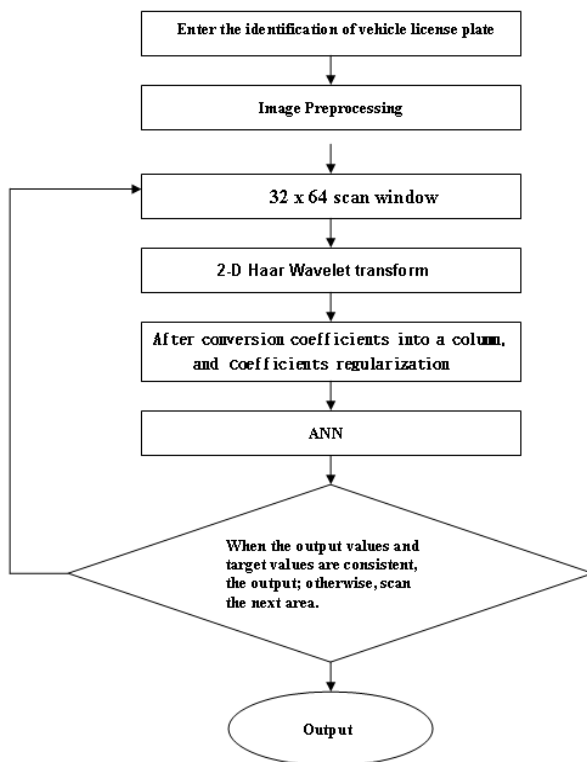 Enter the identification of vehicle license plate
Image Preprocessing
32 x 64 scan window
2-D Haar Wavelet transform
After conversion coefficients into a column,
and Coefficients regularization
ANN
When the output values and
target values are consistent,
the output; otherwise, scan
the next area.
Output